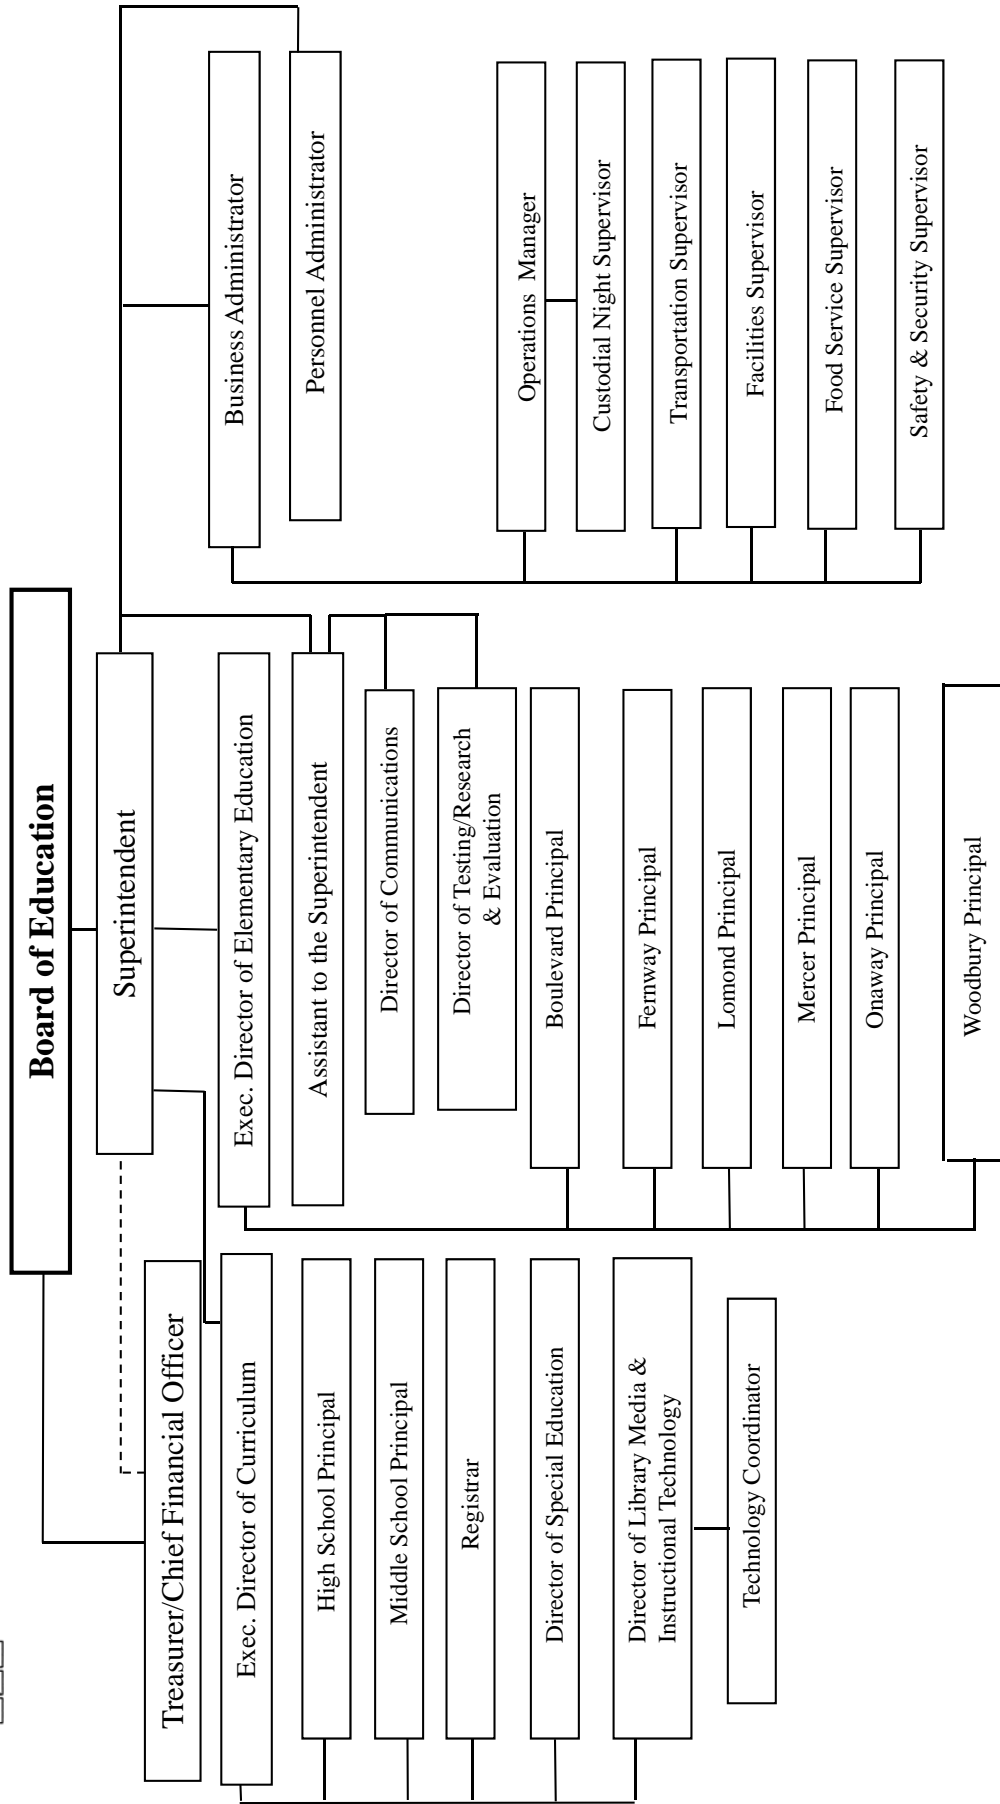 Board of Education
Superintendent
Treasurer/Chief Financial Officer
Exec. Director of Curriculum
High School Principal
Middle School Principal
Registrar
Director of Special Education
Director of Library Media &
Instructional Technology
Technology Coordinator
Exec. Director of Elementary Education
Assistant to the Superintendent
Director of Communications
Director of Testing/Research
& Evaluation
Boulevard Principal
Fernway Principal
Lomond Principal
Mercer Principal
Onaway Principal
Woodbury Principal
Business Administrator
Personnel Administrator
Operations Manager
Custodial Night Supervisor
Transportation Supervisor
Facilities Supervisor
Food Service Supervisor
Safety & Security Supervisor